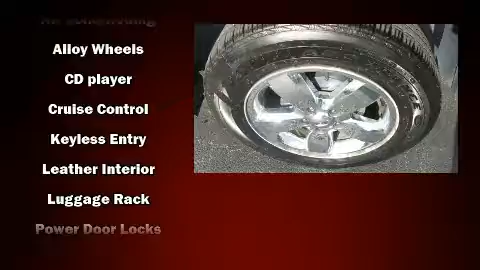 Alloy Wheels
CD player
Cruise Control
Keyless Entry
Leather Interior
Luggage Rack
Power Door Locks